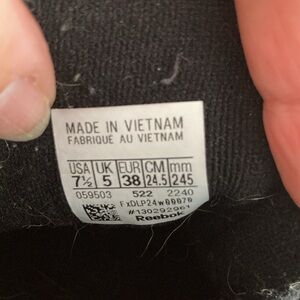 MADE IN VIETNAM
FABRIQUÉ AU VIETNAM
USA UK EUR CM mm
7½ 5 38 24.5 245
059503 522 2240
#130292961
Reebok